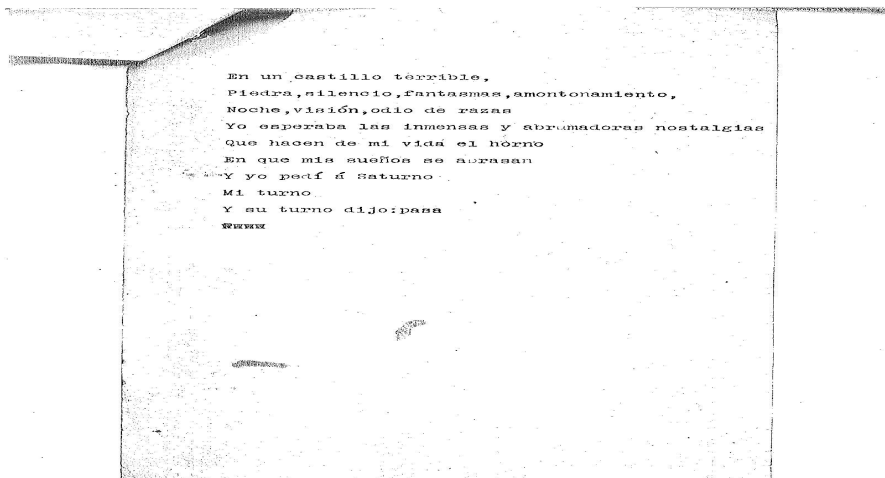 En un castillo terrible,
Piedra,silencio,fantasmas,amontonamiento,
Noche,visión,odio de razas
Yo esperaba las inmensas y abrumadoras nostalgias
Que hacen de mi vida el horno
En que mis sueños se abrasan
Y yo pedí á Saturno
Mi turno
Y su turno dijo:pasa